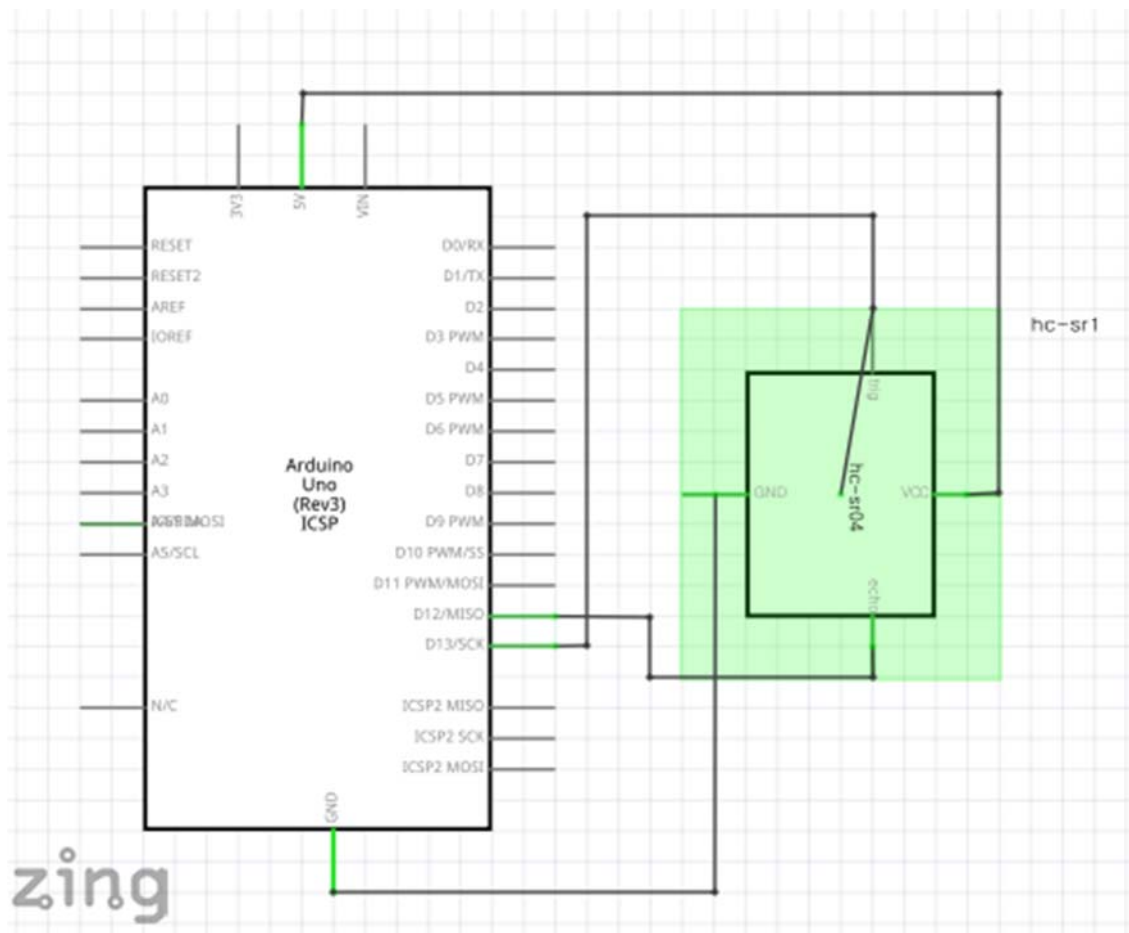 3V3
5V
VIN
RESET
RESET2
AREF
IOREF
A0
A1
A2
A3
A5/SCL
N/C
Arduino
Uno
(Rev3)
ICSP
D0/RX
D1/TX
D2
D3 PWM
D4
D5 PWM
D6 PWM
D7
D8
D9 PWM
D10 PWM/SS
D11 PWM/MOSI
D12/MISO
D13/SCK
ICSP2 MISO
ICSP2 SCK
ICSP2 MOSI
GND
hc-sr1
trig
GND
hc-sr04
VCC
echo
zing